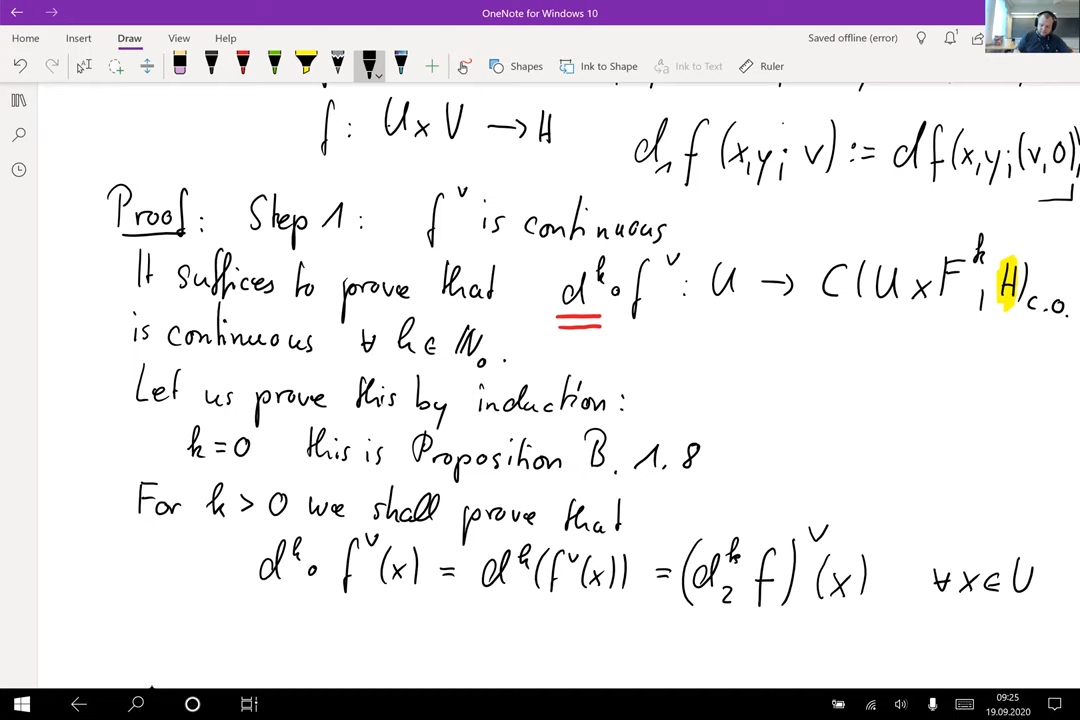 OneNote for Windows 10
Home Insert Draw View Help Saved offline (error)
Shapes Ink to Shape Ink to Text Ruler
f : U x V → H
d₁f (x,y; v) := df(x,y; (v,0))
Proof: Step 1: f^∨ is continuous
It suffices to prove that d^k ∘ f^∨ : U → C(U x F^k, H)_{c.o.}
is continuous ∀ k ∈ ℕ₀.
Let us prove this by induction:
k=0 this is Proposition B.1.8
For k > 0 we shall prove that
d^k ∘ f^∨(x) = d^k(f^∨(x)) = (d₂^k f)^∨(x) ∀ x ∈ U
09:25
19.09.2020